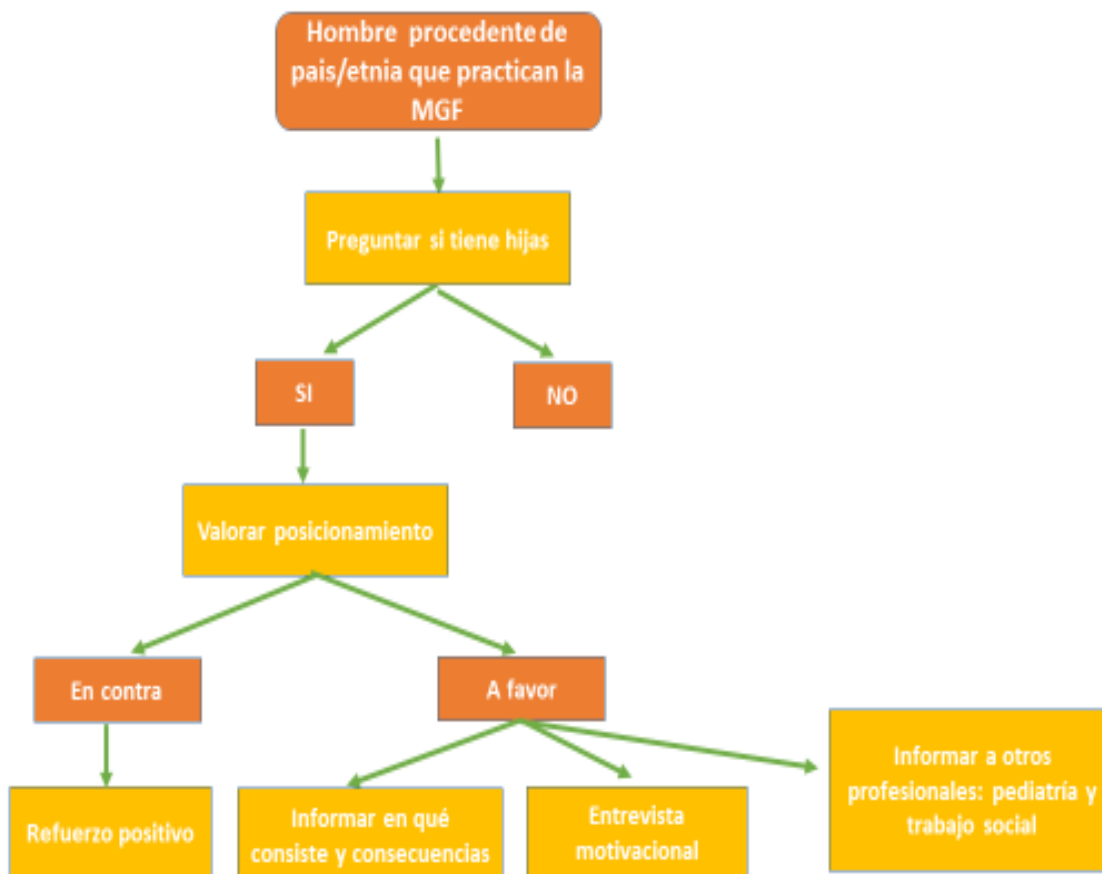 Hombre procedente de
pais/etnia que practican la
MGF
Preguntar si tiene hijas
SI
NO
Valorar posicionamiento
En contra
A favor
Refuerzo positivo
Informar en qué
consiste y consecuencias
Entrevista
motivacional
Informar a otros
profesionales: pediatría y
trabajo social